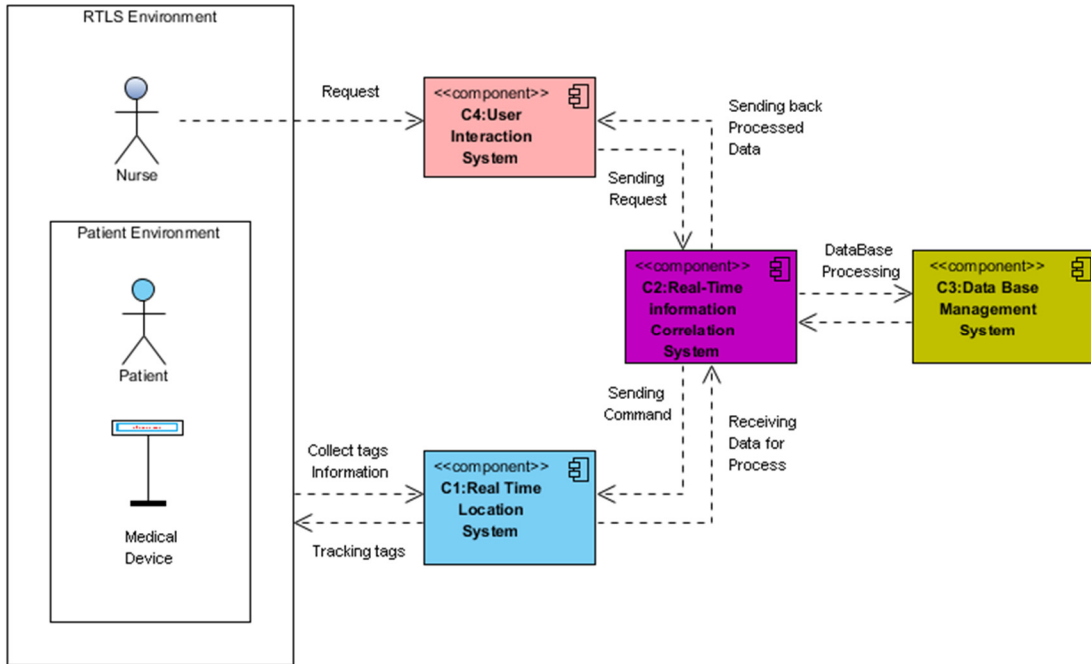 RTLS Environment
Nurse
Patient Environment
Patient
Medical
Device
Request
<<component>>
C4:User
Interaction
System
Sending back
Processed
Data
Sending
Request
<<component>>
C2:Real-Time
information
Correlation
System
DataBase
Processing
<<component>>
C3:Data Base
Management
System
Sending
Command
Receiving
Data for
Process
Collect tags
Information
<<component>>
C1:Real Time
Location
System
Tracking tags